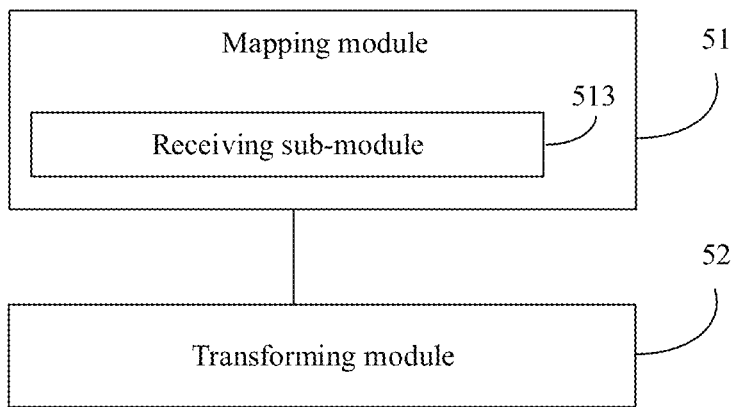 Mapping module
51
513
Receiving sub-module
52
Transforming module